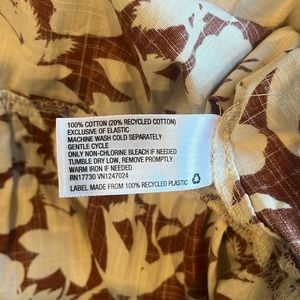 100% COTTON (20% RECYCLED COTTON)
EXCLUSIVE OF ELASTIC
MACHINE WASH COLD SEPARATELY
GENTLE CYCLE
ONLY NON-CHLORINE BLEACH IF NEEDED
TUMBLE DRY LOW, REMOVE PROMPTLY
WARM IRON IF NEEDED
RN17730 VN1247024
LABEL MADE FROM 100% RECYCLED PLASTIC